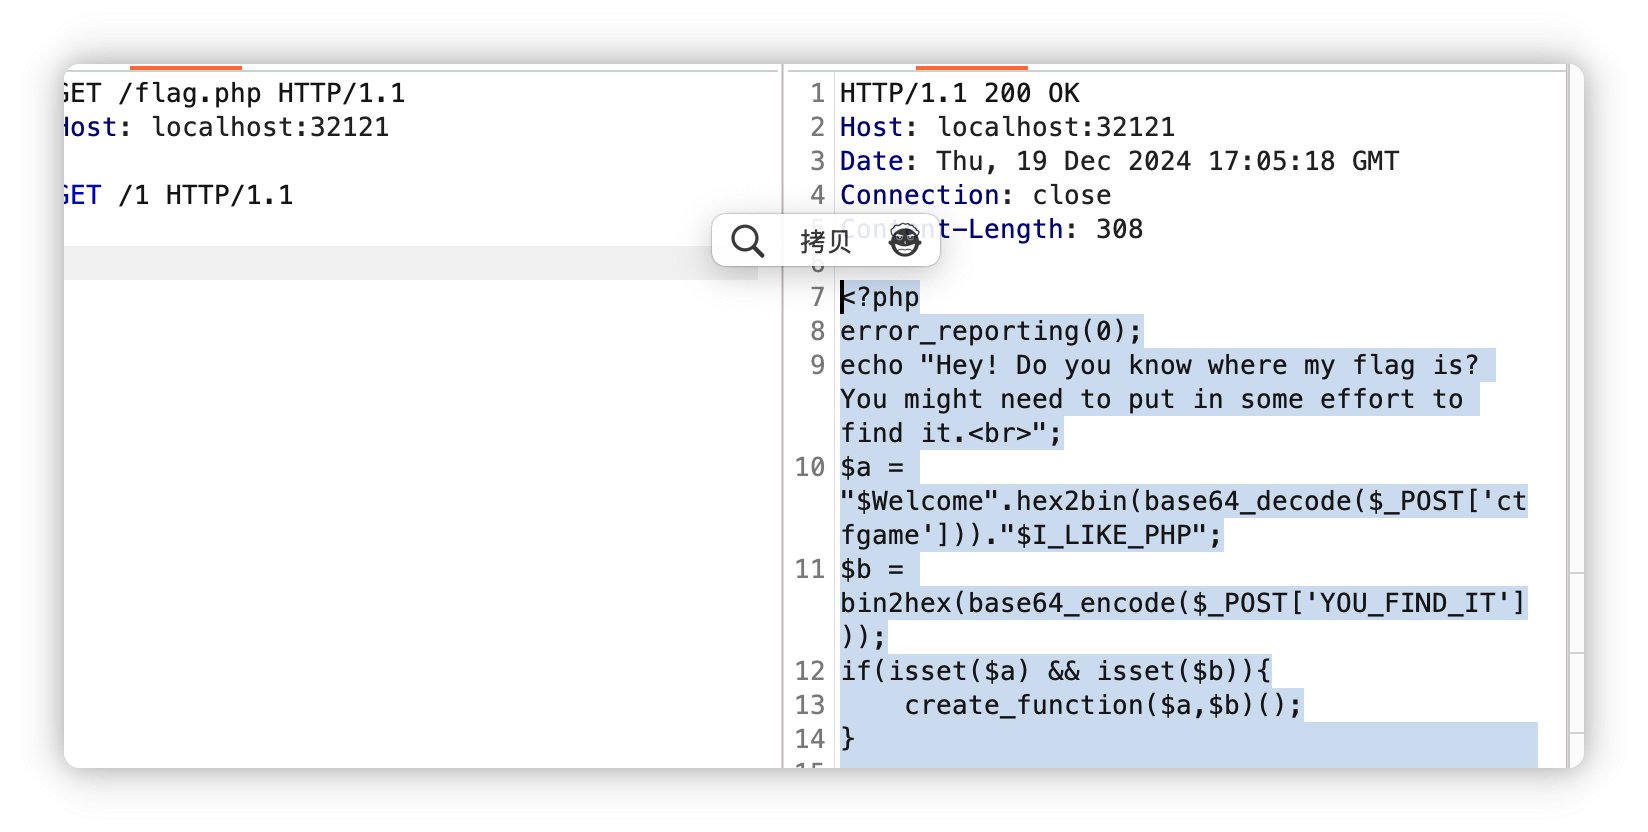 GET /flag.php HTTP/1.1
Host: localhost:32121
GET /1 HTTP/1.1
1 HTTP/1.1 200 OK
2 Host: localhost:32121
3 Date: Thu, 19 Dec 2024 17:05:18 GMT
4 Connection: close
5 Content-Length: 308
拷贝
6
7 <?php
8 error_reporting(0);
9 echo "Hey! Do you know where my flag is?
You might need to put in some effort to
find it.<br>";
10 $a =
"$Welcome".hex2bin(base64_decode($_POST['ct
fgame']))."$I_LIKE_PHP";
11 $b =
bin2hex(base64_encode($_POST['YOU_FIND_IT']
));
12 if(isset($a) && isset($b)){
13     create_function($a,$b)();
14 }
15